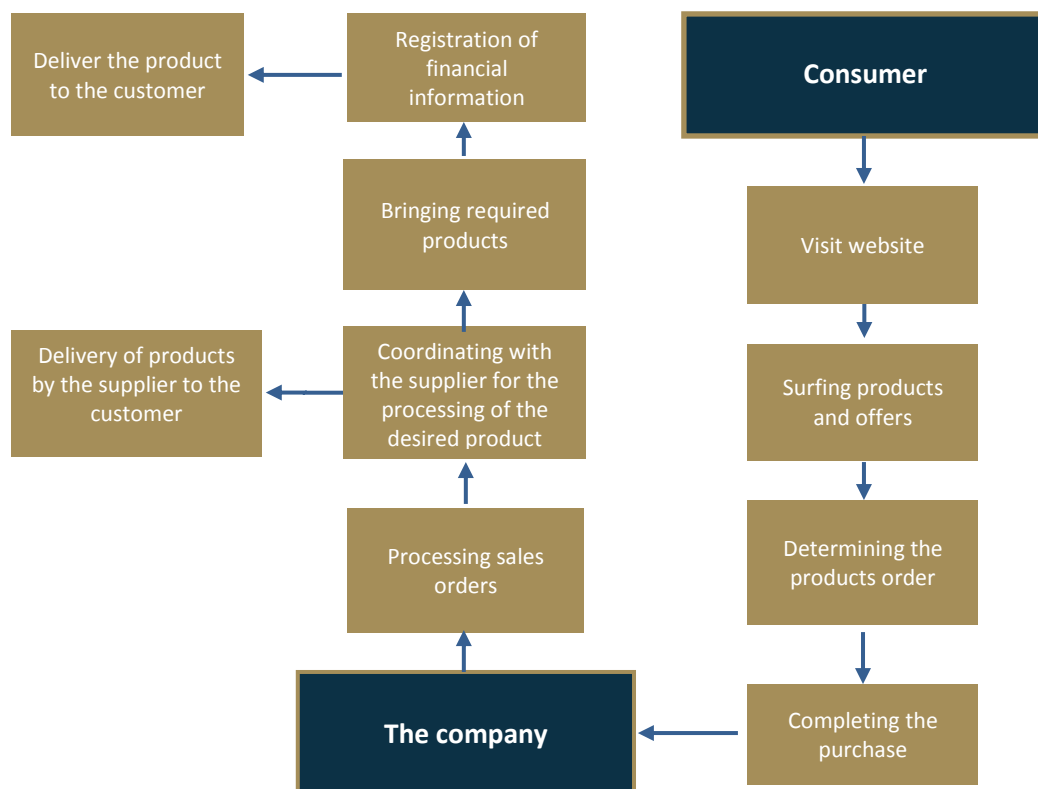 Deliver the product
to the customer
Registration of
financial
information
Consumer
Bringing required
products
Visit website
Delivery of products
by the supplier to the
customer
Coordinating with
the supplier for the
processing of the
desired product
Surfing products
and offers
Processing sales
orders
Determining the
products order
The company
Completing the
purchase